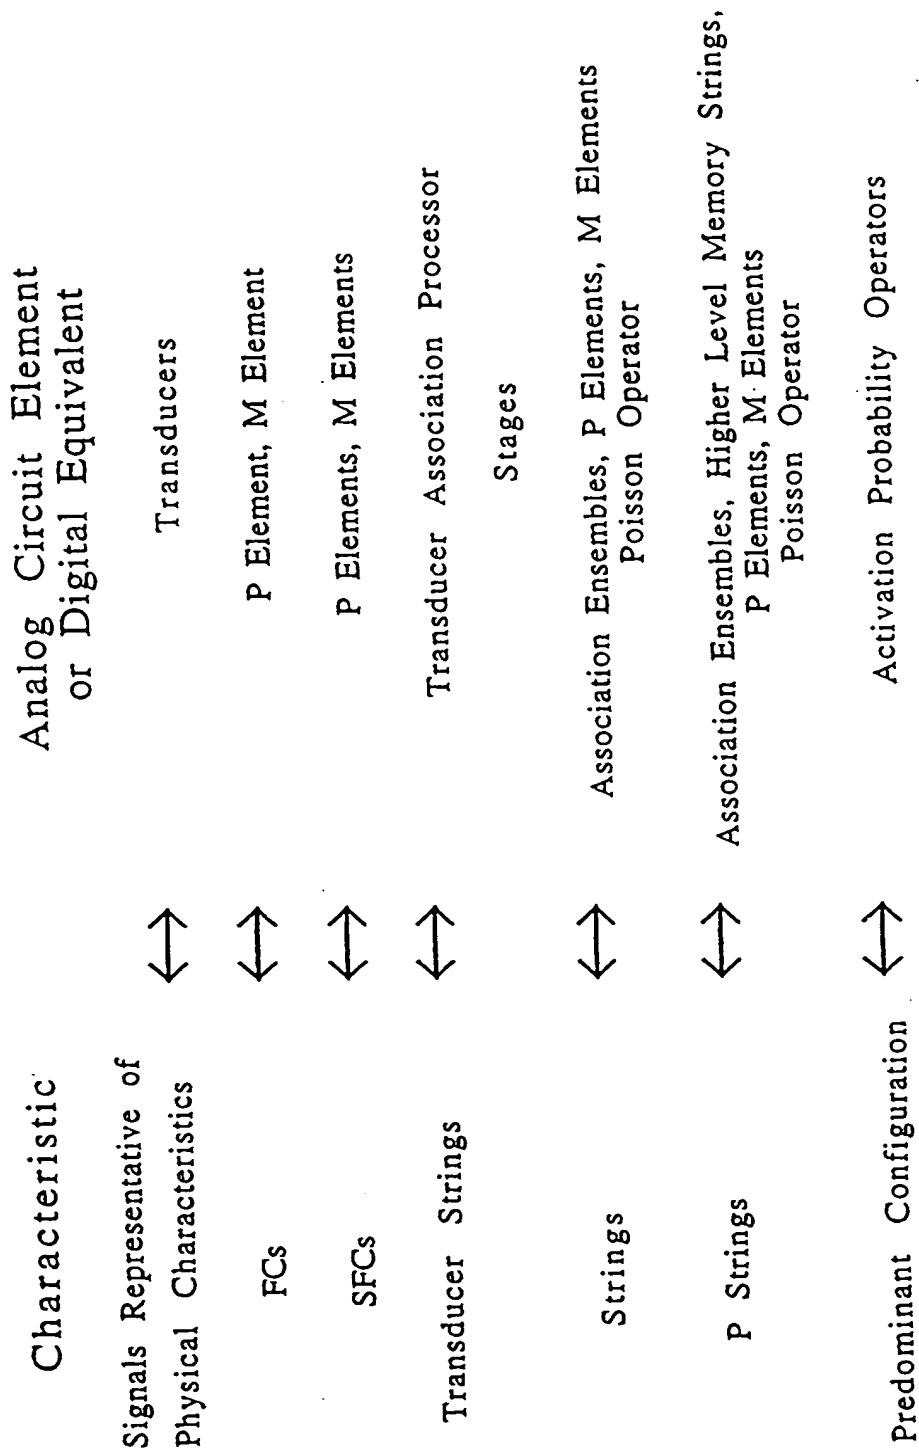 Characteristic
Analog Circuit Element
or Digital Equivalent
Signals Representative of
Physical Characteristics
Transducers
FCs
P Element, M Element
SFCs
P Elements, M Elements
Transducer Strings
Transducer Association Processor
Stages
Strings
Association Ensembles, P Elements, M Elements
Poisson Operator
P Strings
Association Ensembles, Higher Level Memory Strings,
P Elements, M Elements
Poisson Operator
Predominant Configuration
Activation Probability Operators